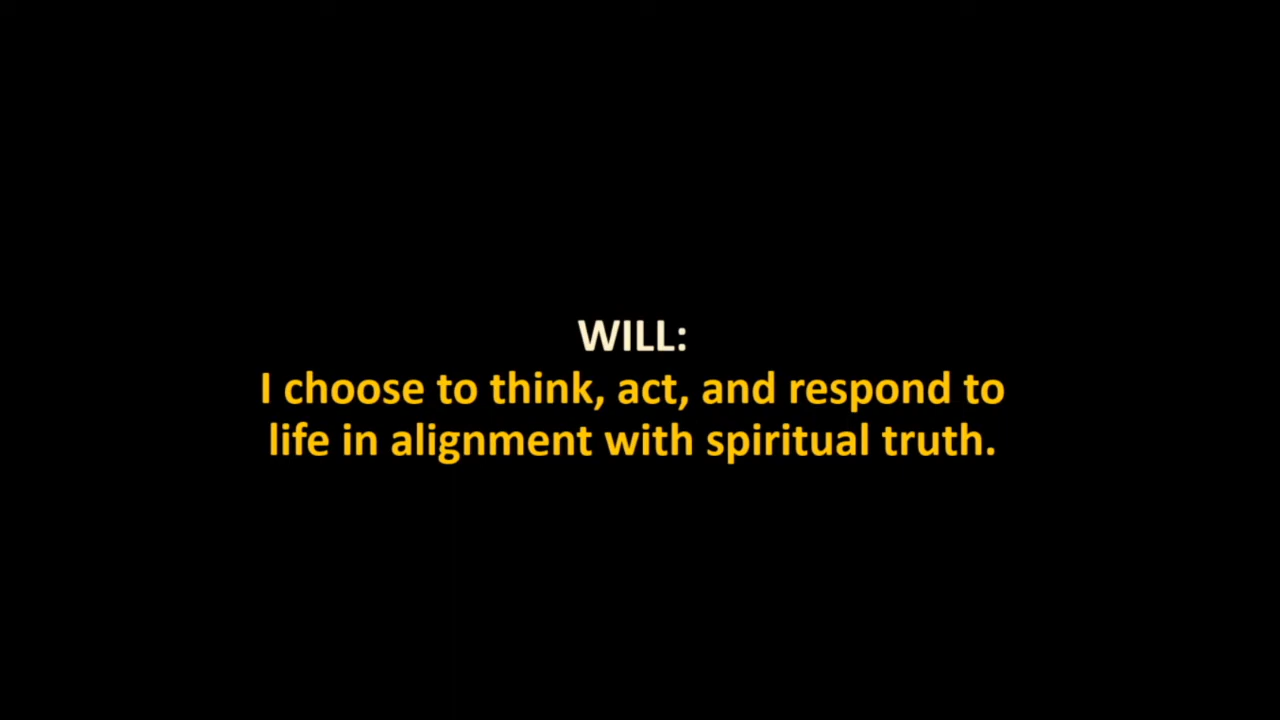 WILL:
I choose to think, act, and respond to
life in alignment with spiritual truth.